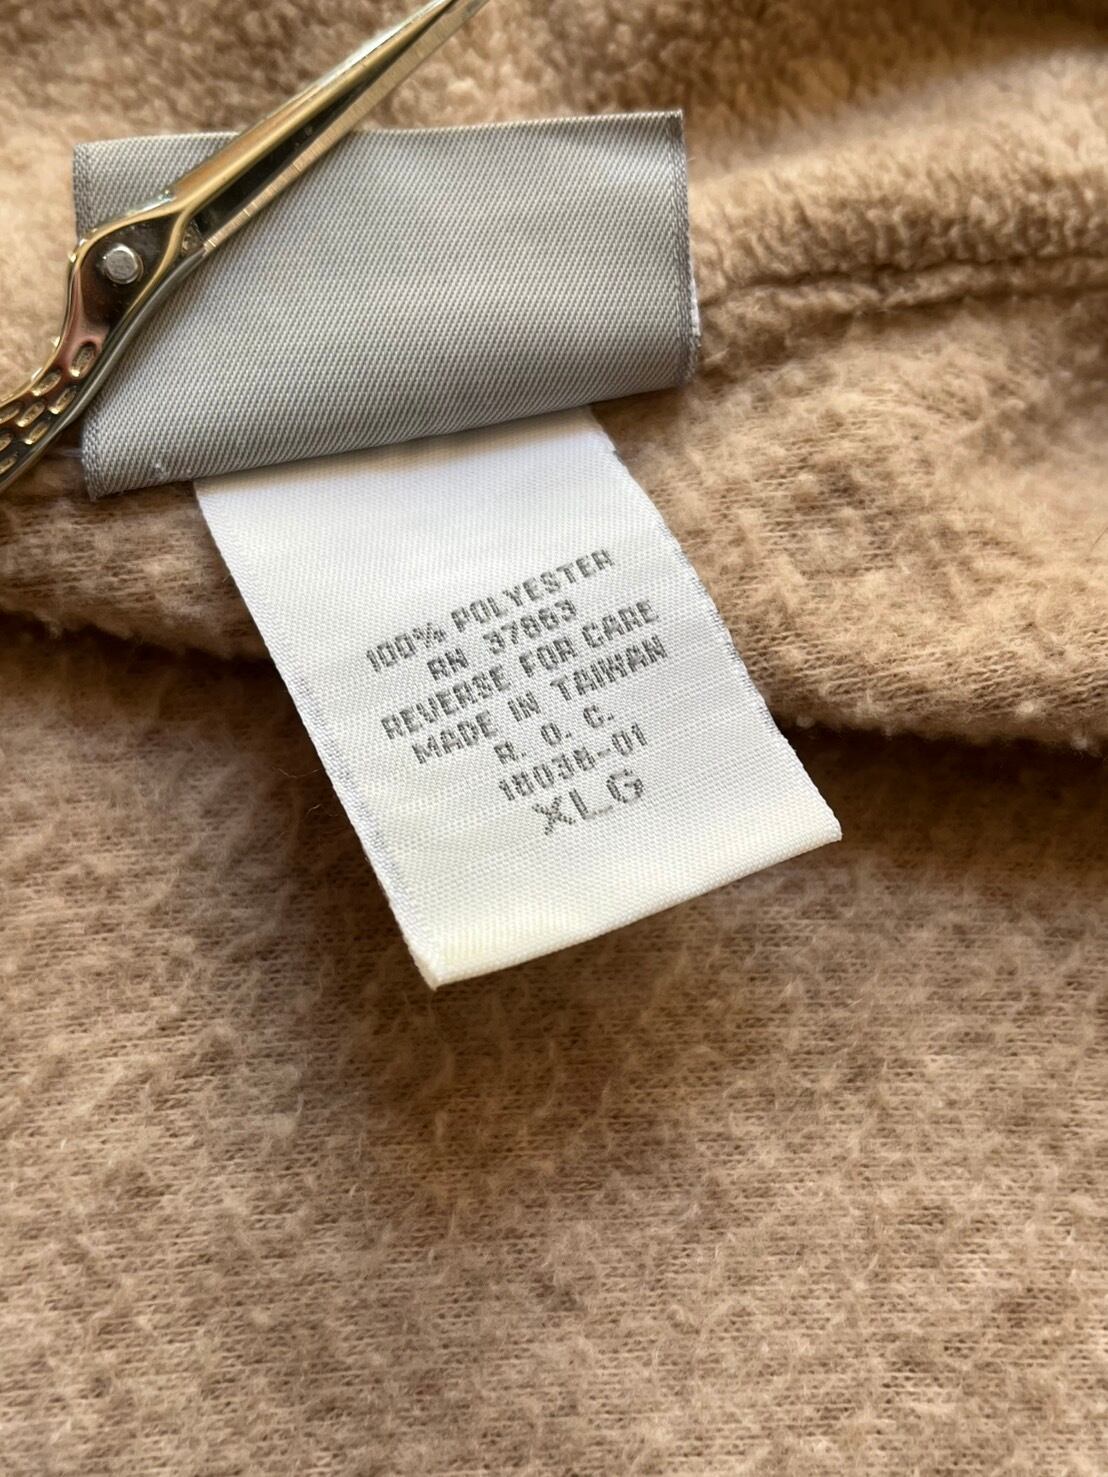 100% POLYESTER
RN 37863
REVERSE FOR CARE
MADE IN TAIWAN
R. O. C.
18038-01
XLG